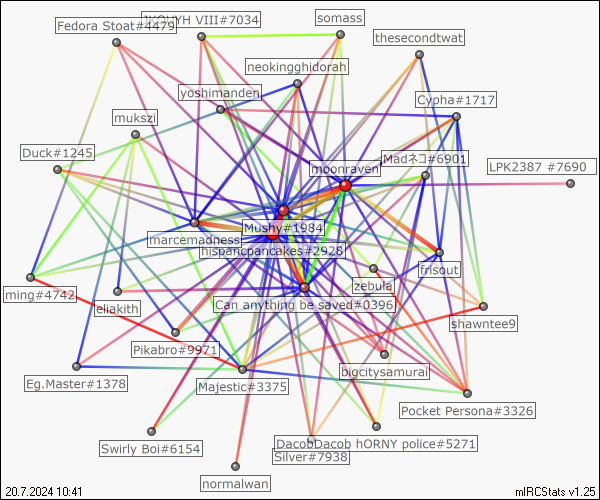 somass
Fedora Stoat#4479
IKOUYH VIII#7034
thesecondtwat
neokingghidorah
yoshimanden
Cypha#1717
mukszi
Duck#1245
moonraven
Madネコ#6901
LPK2387 #7690
Mushy#1984
marcemadness
hispancpancakes#2928
frisout
zebula
ming#4742
eliakith
Can anything be saved#0396
shawntee9
Pikabro#9971
bigcitysamurai
Eg.Master#1378
Majestic#3375
Pocket Persona#3326
Swirly Boi#6154
DacobDacob hORNY police#5271
Silver#7938
normalwan
20.7.2024 10:41
mIRCStats v1.25